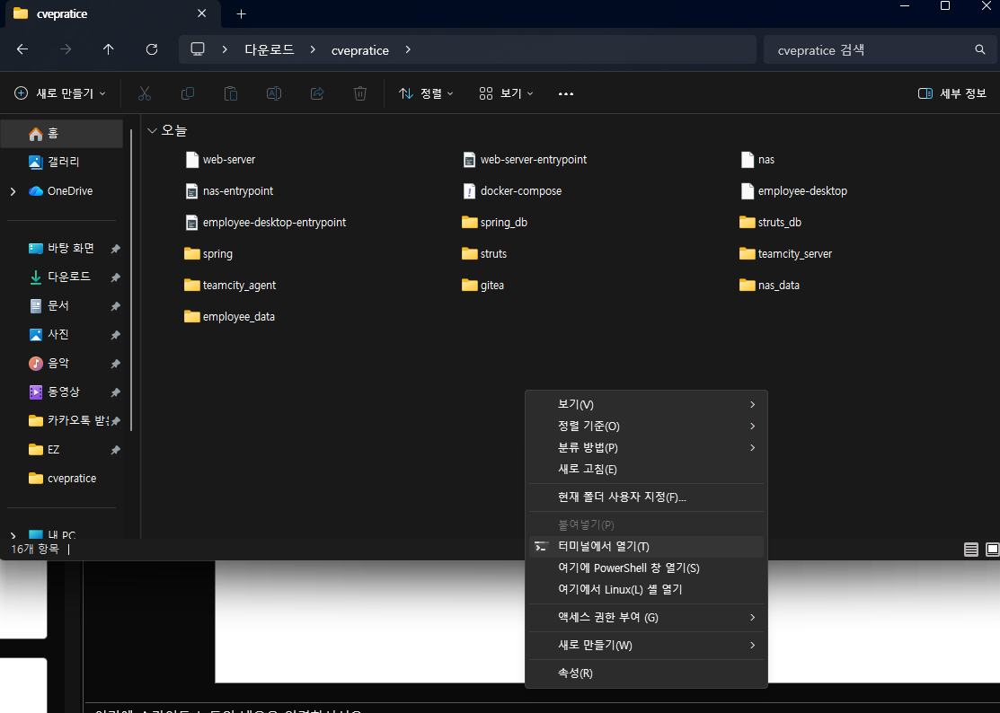 cvepratice
다운로드
cvepratice
cvepratice 검색
새로 만들기
정렬
보기
세부 정보
홈
갤러리
OneDrive
바탕 화면
다운로드
문서
사진
음악
동영상
카카오톡 받은
EZ
cvepratice
내 PC
오늘
web-server
web-server-entrypoint
nas
nas-entrypoint
docker-compose
employee-desktop
employee-desktop-entrypoint
spring_db
struts_db
spring
struts
teamcity_server
teamcity_agent
gitea
nas_data
employee_data
보기(V)
정렬 기준(O)
분류 방법(P)
새로 고침(E)
현재 폴더 사용자 지정(F)...
붙여넣기(P)
터미널에서 열기(T)
여기에 PowerShell 창 열기(S)
여기에서 Linux(L) 셸 열기
액세스 권한 부여 (G)
새로 만들기(W)
속성(R)
16개 항목